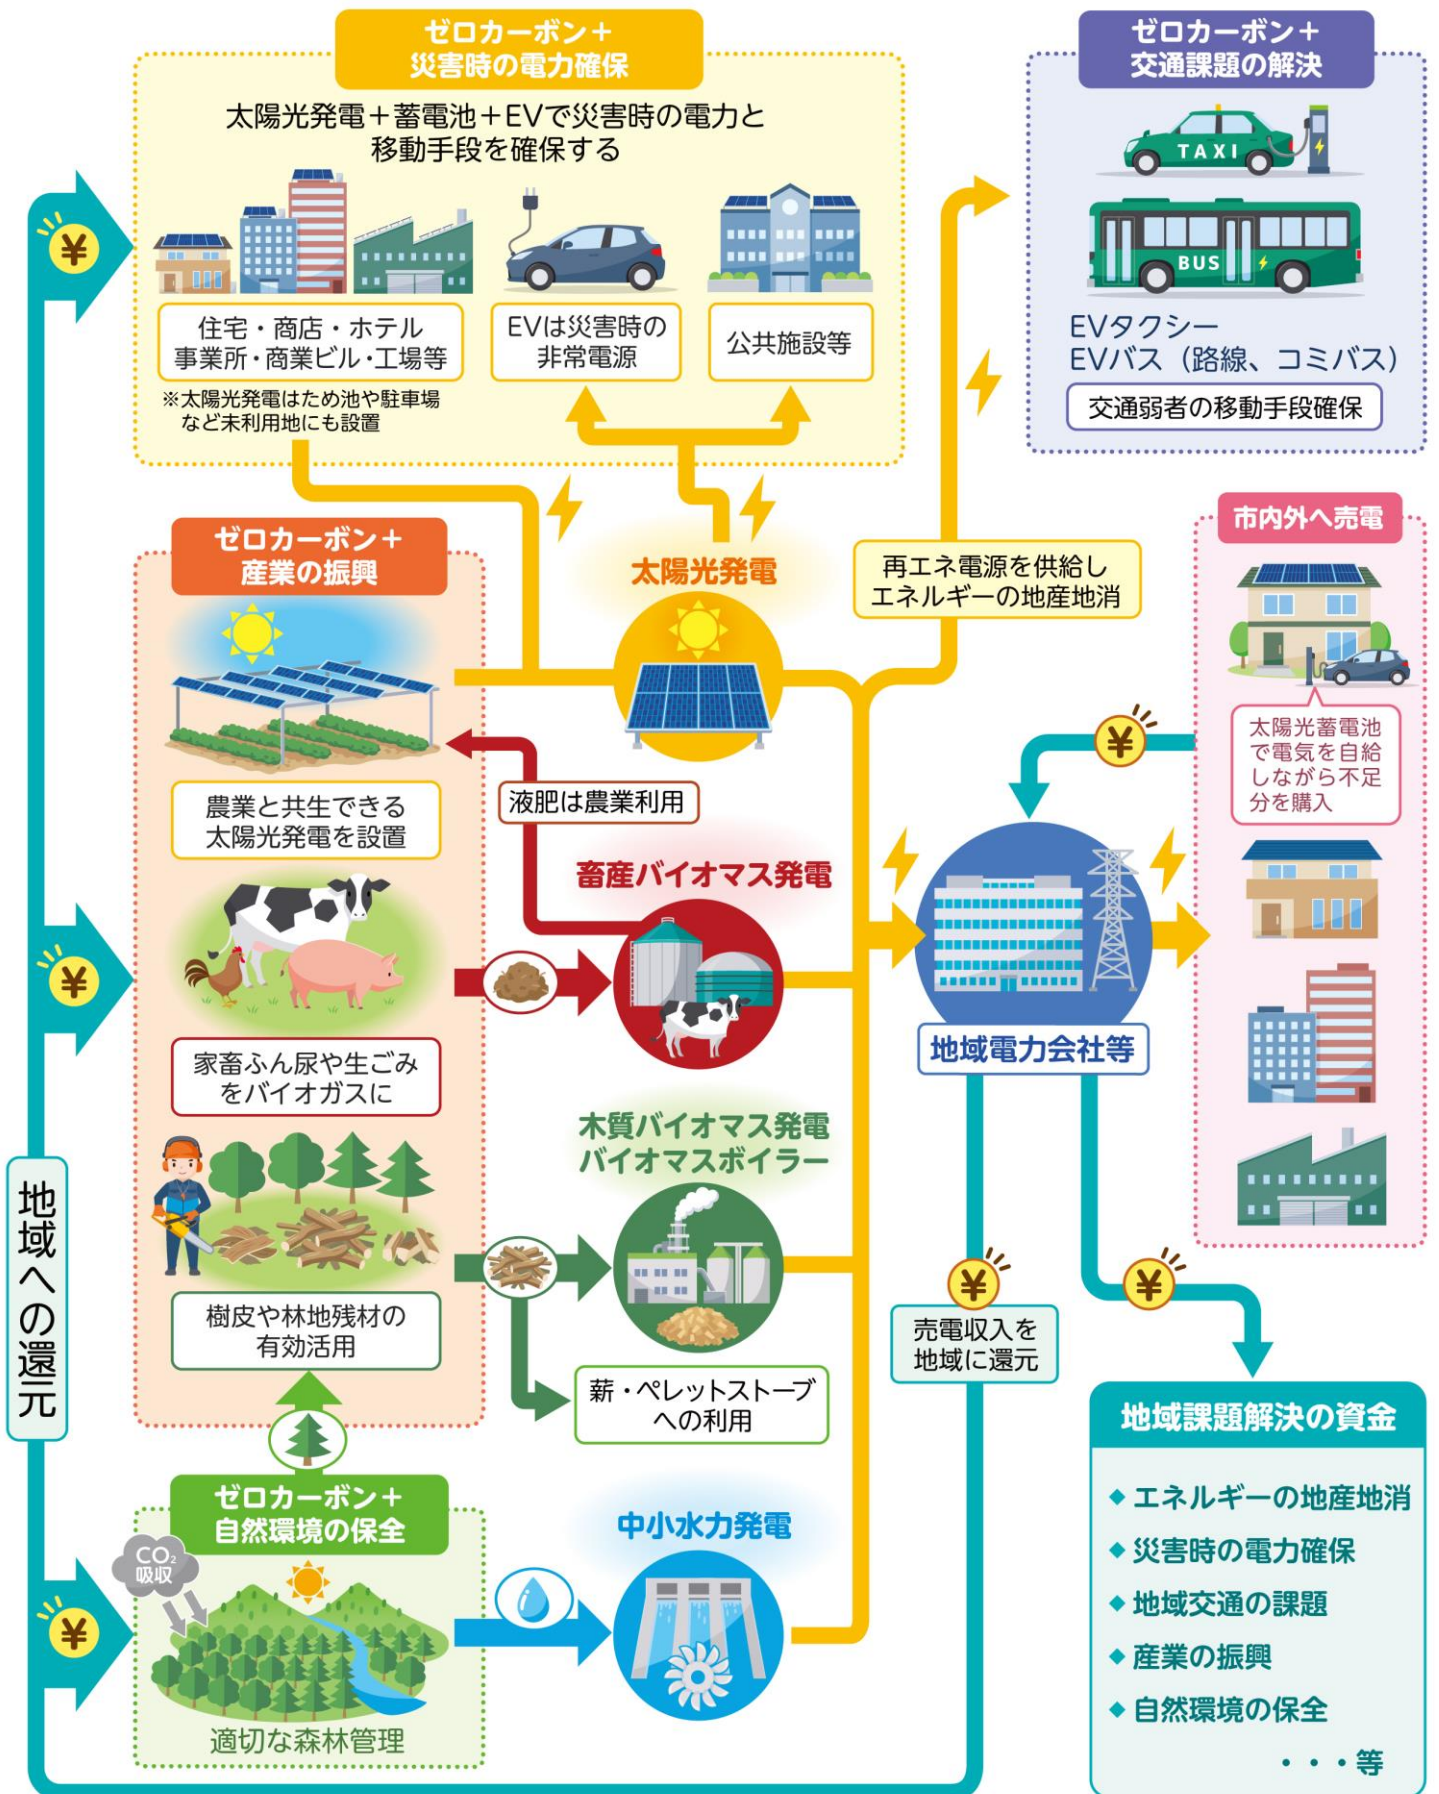 ゼロカーボン＋
災害時の電力確保
太陽光発電＋蓄電池＋EVで災害時の電力と
移動手段を確保する
住宅・商店・ホテル
事業所・商業ビル・工場等
※太陽光発電はため池や駐車場
など未利用地にも設置
EVは災害時の
非常電源
公共施設等
ゼロカーボン＋
交通課題の解決
TAXI
BUS
EVタクシー
EVバス（路線、コミバス）
交通弱者の移動手段確保
¥
ゼロカーボン＋
産業の振興
農業と共生できる
太陽光発電を設置
家畜ふん尿や生ごみ
をバイオガスに
樹皮や林地残材の
有効活用
¥
太陽光発電
再エネ電源を供給し
エネルギーの地産地消
液肥は農業利用
畜産バイオマス発電
木質バイオマス発電
バイオマスボイラー
薪・ペレットストーブ
への利用
市内外へ売電
太陽光蓄電池
で電気を自給
しながら不足
分を購入
¥
地域電力会社等
¥
売電収入を
地域に還元
¥
地域への還元
ゼロカーボン＋
自然環境の保全
CO₂
吸収
適切な森林管理
¥
中小水力発電
地域課題解決の資金
◆エネルギーの地産地消
◆災害時の電力確保
◆地域交通の課題
◆産業の振興
◆自然環境の保全
・・・等